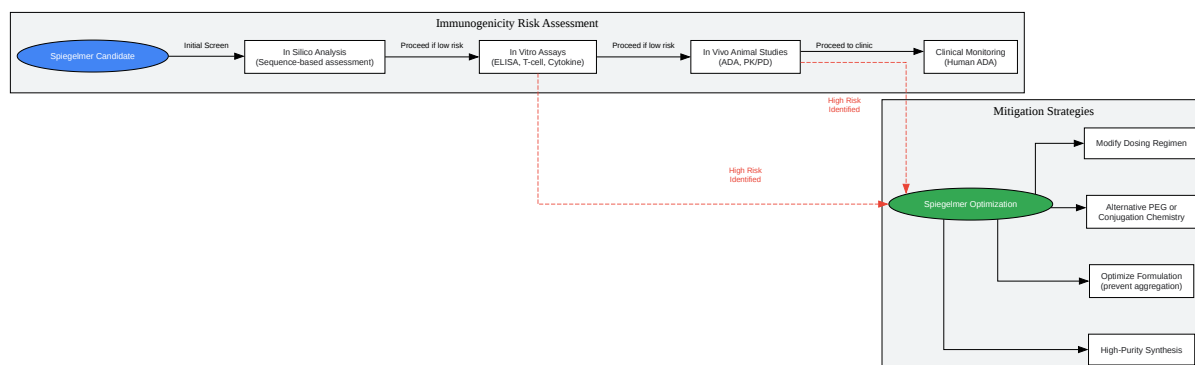 Immunogenicity Risk Assessment
Spiegelmer Candidate
Initial Screen
In Silico Analysis
(Sequence-based assessment)
Proceed if low risk
In Vitro Assays
(ELISA, T-cell, Cytokine)
Proceed if low risk
In Vivo Animal Studies
(ADA, PK/PD)
Proceed to clinic
Clinical Monitoring
(Human ADA)
High Risk
Identified
High Risk
Identified
Mitigation Strategies
Spiegelmer Optimization
Modify Dosing Regimen
Alternative PEG or
Conjugation Chemistry
Optimize Formulation
(prevent aggregation)
High-Purity Synthesis